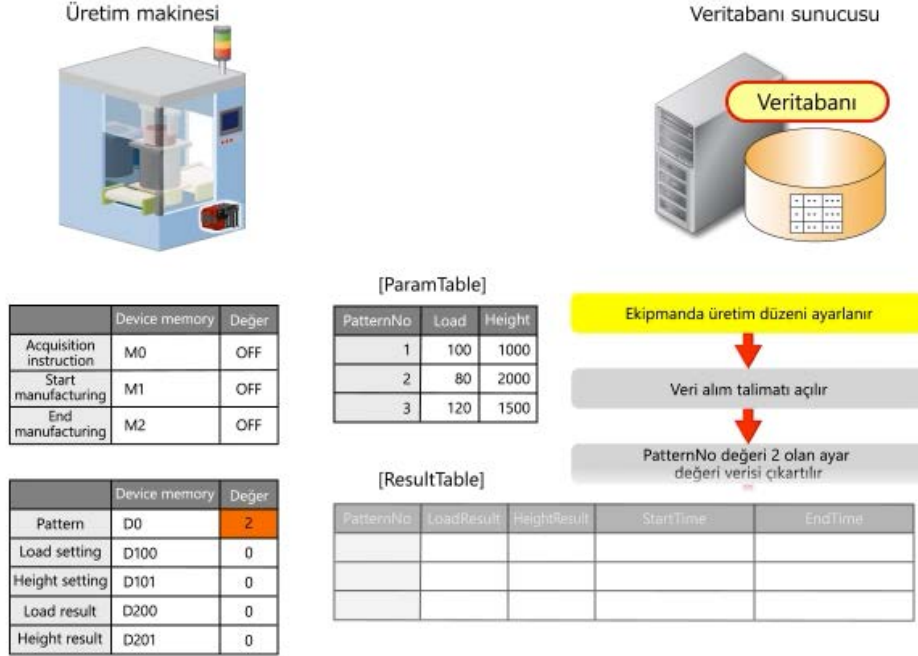 Üretim makinesi
Veritabanı sunucusu
Veritabanı
Device memory Değer
Acquisition
instruction M0 OFF
Start
manufacturing M1 OFF
End
manufacturing M2 OFF
[ParamTable]
PatternNo Load Height
1 100 1000
2 80 2000
3 120 1500
Ekipmanda üretim düzeni ayarlanır
Veri alım talimatı açılır
PatternNo değeri 2 olan ayar
değeri verisi çıkartılır
Device memory Değer
Pattern D0 2
Load setting D100 0
Height setting D101 0
Load result D200 0
Height result D201 0
[ResultTable]
PatternNo LoadResult HeightResult StartTime EndTime